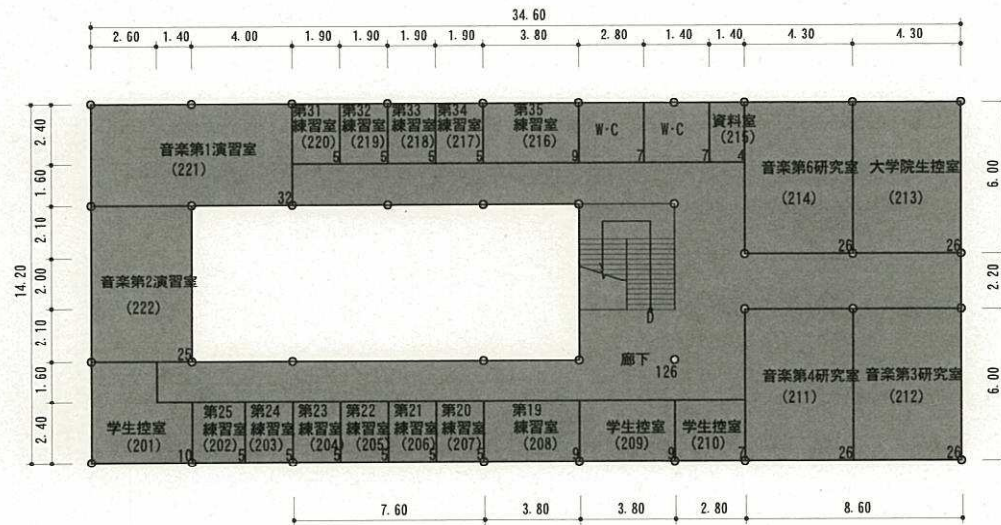 34.60
2.60 1.40 4.00 1.90 1.90 1.90 1.90 3.80 2.80 1.40 1.40 4.30 4.30
14.20
2.40
1.60
2.10
2.00
2.10
1.60
2.40
音楽第1演習室
(221)
32
第31
練習室
(220)
5
第32
練習室
(219)
5
第33
練習室
(218)
5
第34
練習室
(217)
5
第35
練習室
(216)
9
W・C
7
W・C
7
資料室
(215)
4
音楽第6研究室
(214)
26
大学院生控室
(213)
26
6.00
2.20
6.00
音楽第2演習室
(222)
25
D
廊下
126
音楽第4研究室
(211)
26
音楽第3研究室
(212)
26
学生控室
(201)
10
第25
練習室
(202)
5
第24
練習室
(203)
5
第23
練習室
(204)
5
第22
練習室
(205)
5
第21
練習室
(206)
5
第20
練習室
(207)
5
第19
練習室
(208)
9
学生控室
(209)
9
学生控室
(210)
7
7.60 3.80 3.80 2.80 8.60